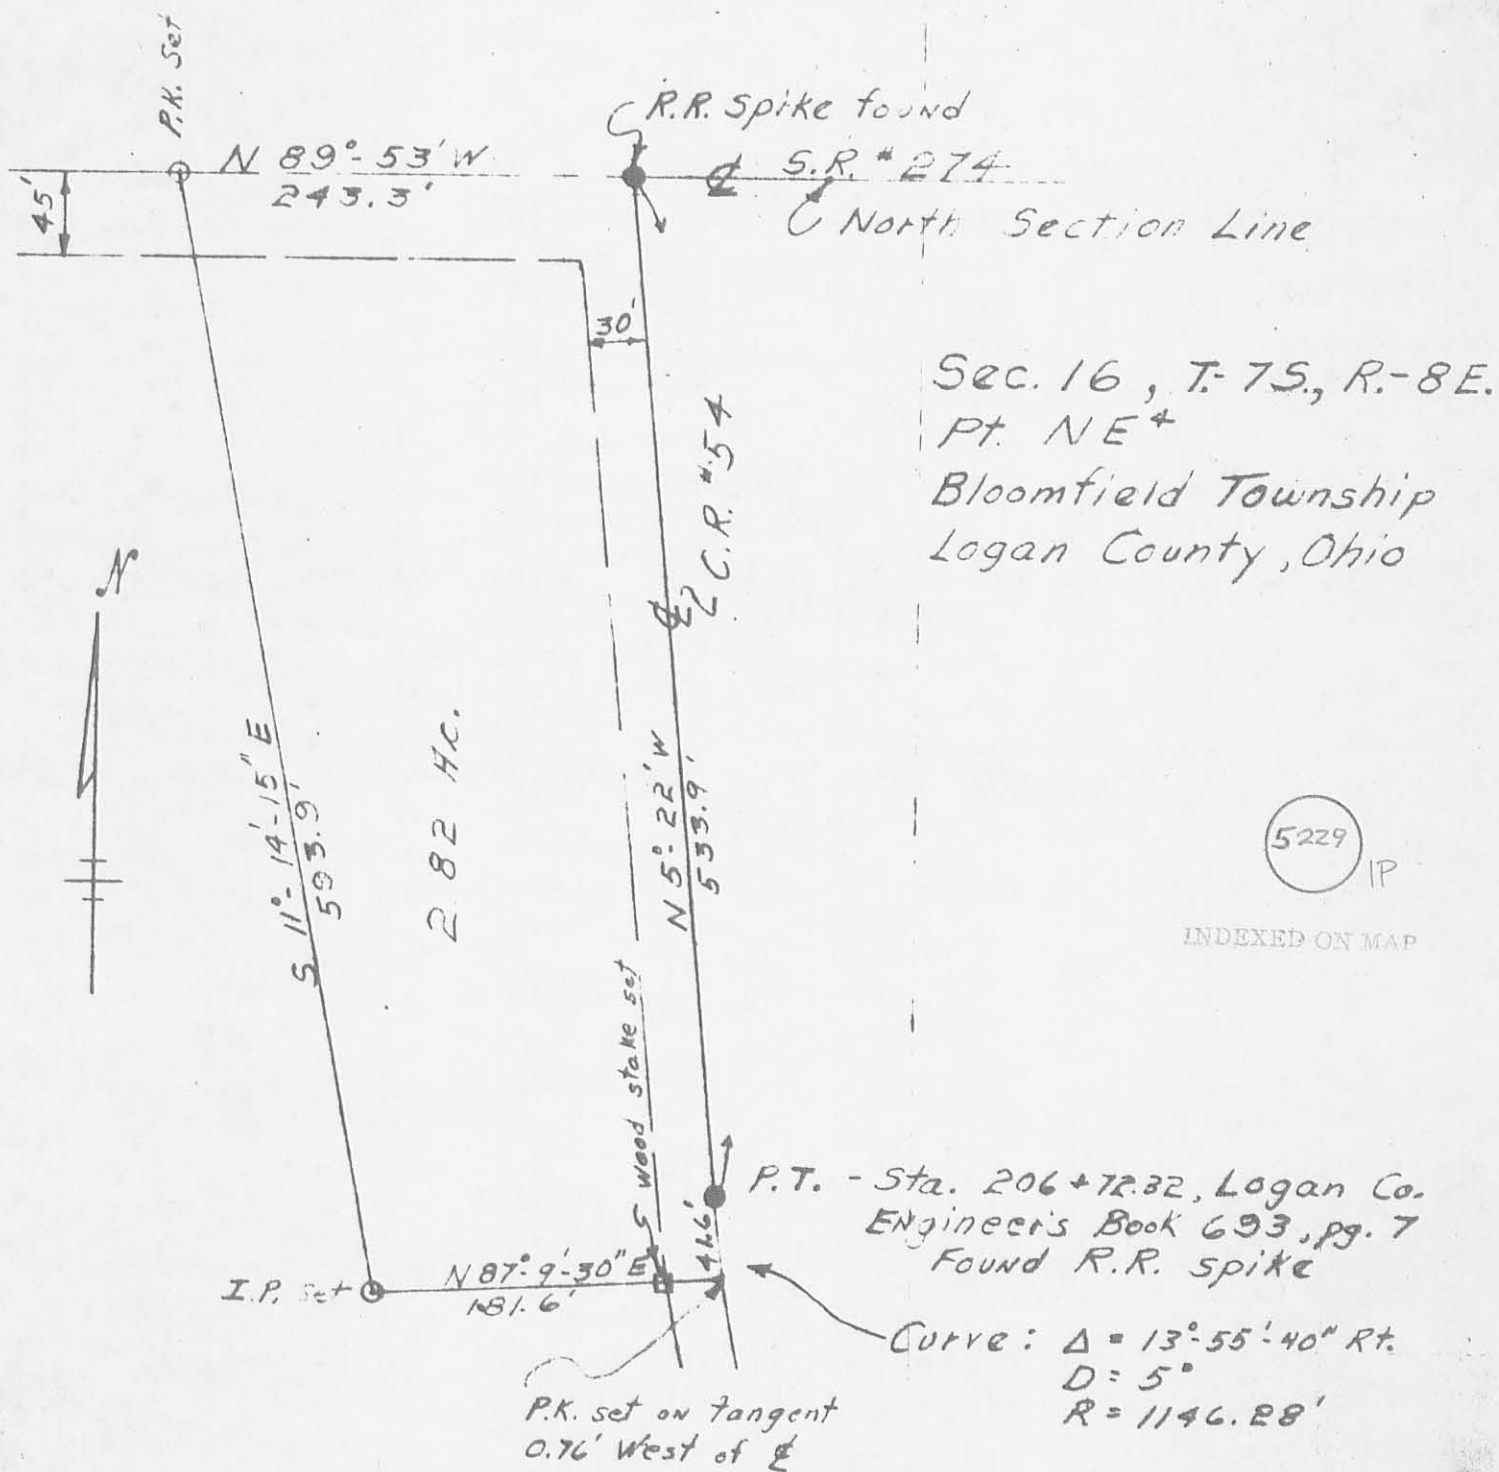 P.K. Set
R.R. Spike found
N 89°-53' W
243.3'
℄ S.R. # 274
45'
North Section Line
30'
Sec. 16, T.-7S., R.-8E.
Pt. NE 4
Bloomfield Township
Logan County, Ohio
℄ C.R. # 54
N
S 11°-14'-15" E
593.9'
2.82 Ac.
N 5°-22' W
533.9'
5229
1P
INDEXED ON MAP
wood stake set
41.6'
P.T. - Sta. 206+72.32, Logan Co.
Engineer's Book 693, pg. 7
Found R.R. spike
I.P. set
N 87°-9'-30" E
181.6'
Curve: Δ = 13°-55'-40" Rt.
D = 5°
R = 1146.28'
P.K. set on tangent
0.76' West of ℄